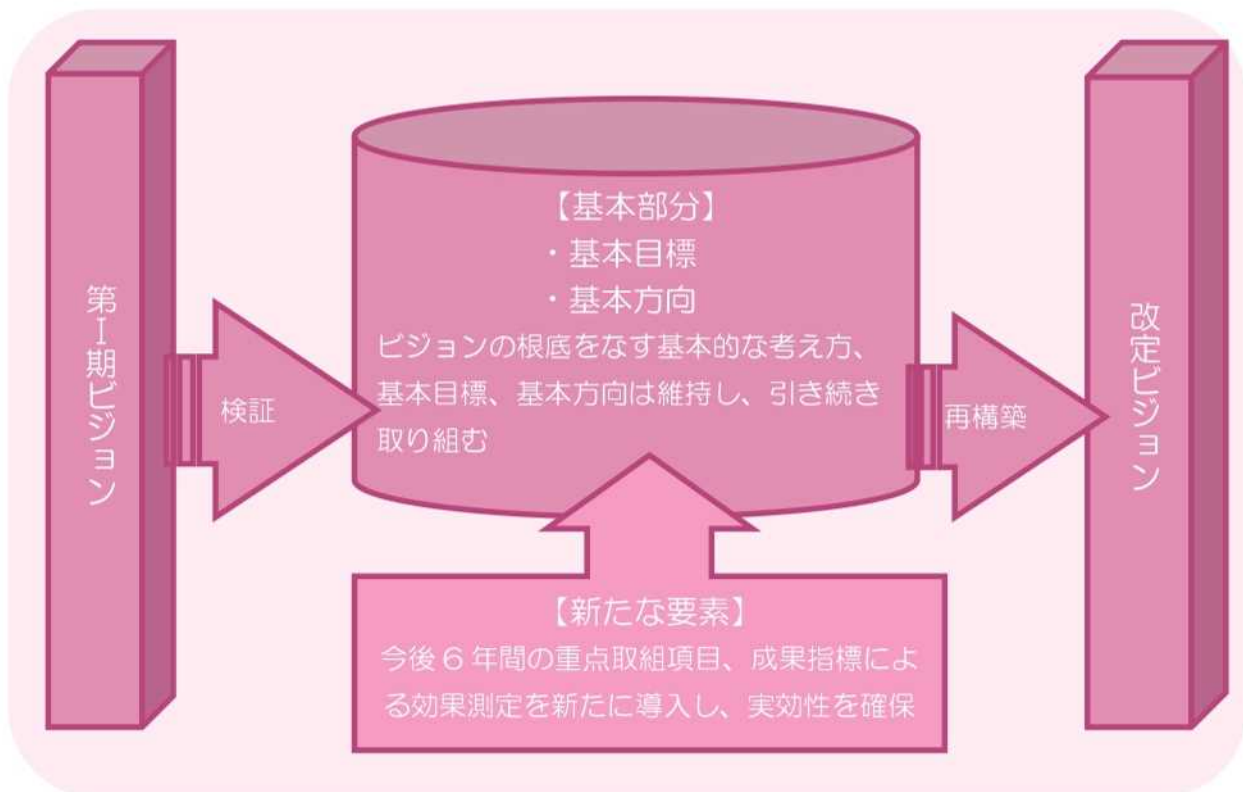 第Ⅰ期ビジョン
検証
【基本部分】
・基本目標
・基本方向
ビジョンの根底をなす基本的な考え方、
基本目標、基本方向は維持し、引き続き
取り組む
再構築
改定ビジョン
【新たな要素】
今後6年間の重点取組項目、成果指標によ
る効果測定を新たに導入し、実効性を確保